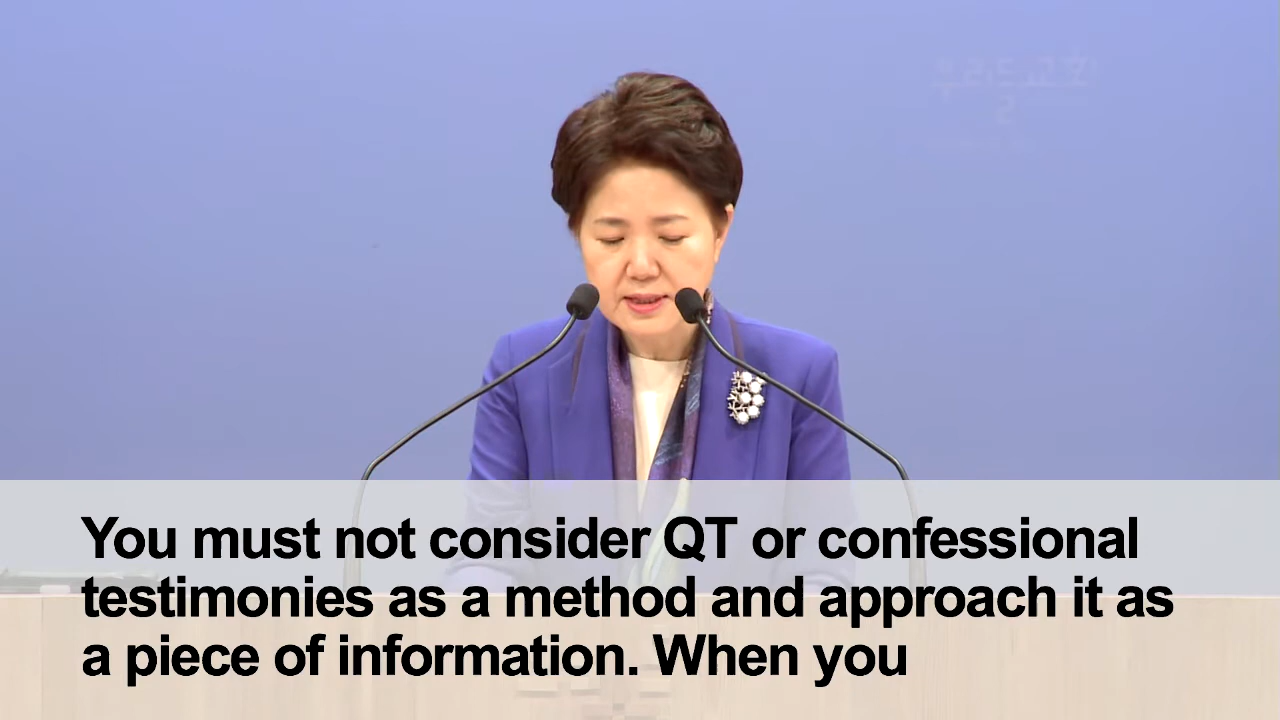 You must not consider QT or confessional
testimonies as a method and approach it as
a piece of information. When you